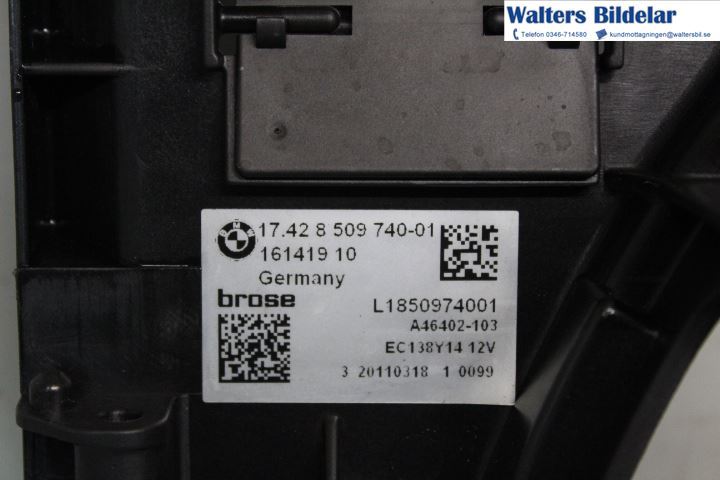 Walters Bildelar
Telefon 0346-714580 kundmottagningen@waltersbil.se
BMW
17.42 8 509 740-01
161419 10
Germany
brose
L1850974001
A46402-103
EC138Y14 12V
3 20110318 1 0099